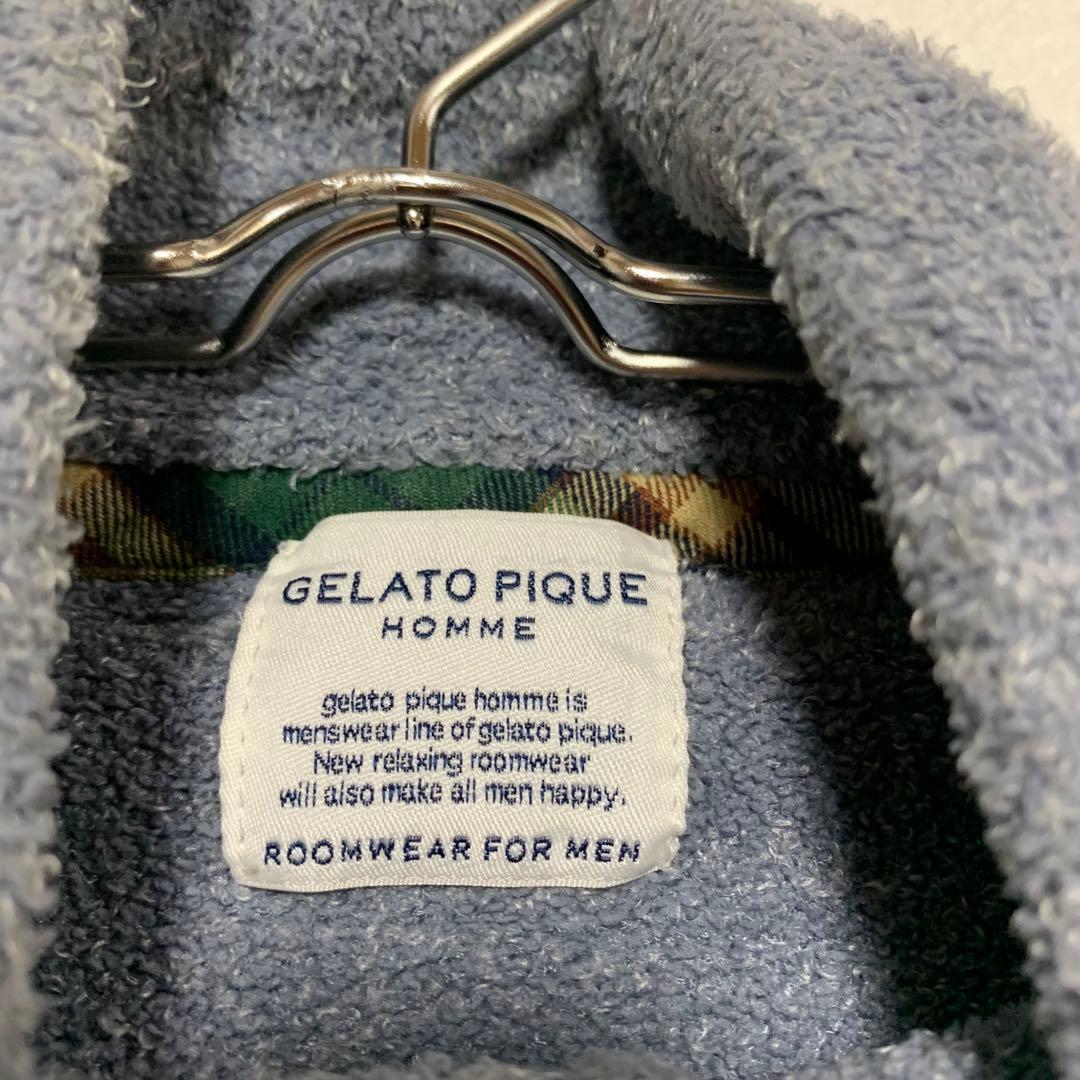 GELATO PIQUE
HOMME
gelato pique homme is
menswear line of gelato pique.
New relaxing roomwear
will also make all men happy.
ROOMWEAR FOR MEN